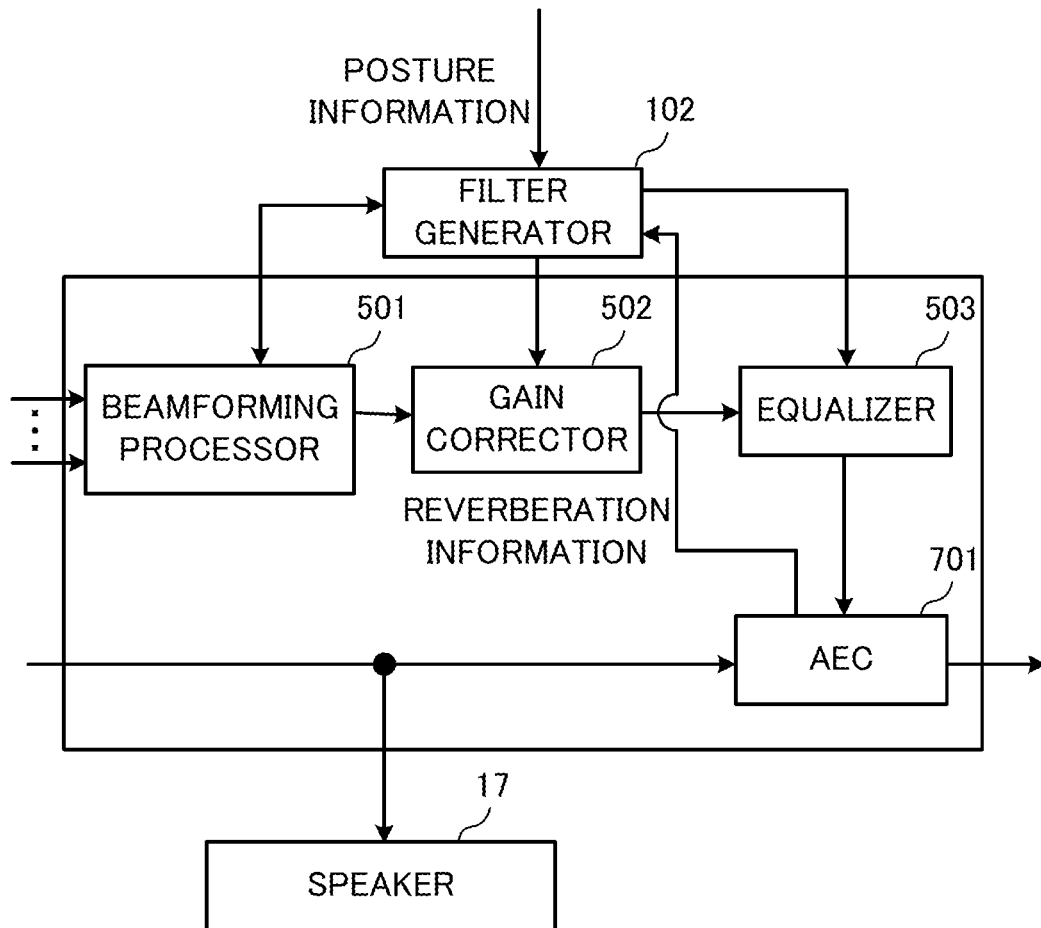 POSTURE
INFORMATION
102
FILTER
GENERATOR
501
502
503
BEAMFORMING
PROCESSOR
GAIN
CORRECTOR
EQUALIZER
REVERBERATION
INFORMATION
701
AEC
17
SPEAKER